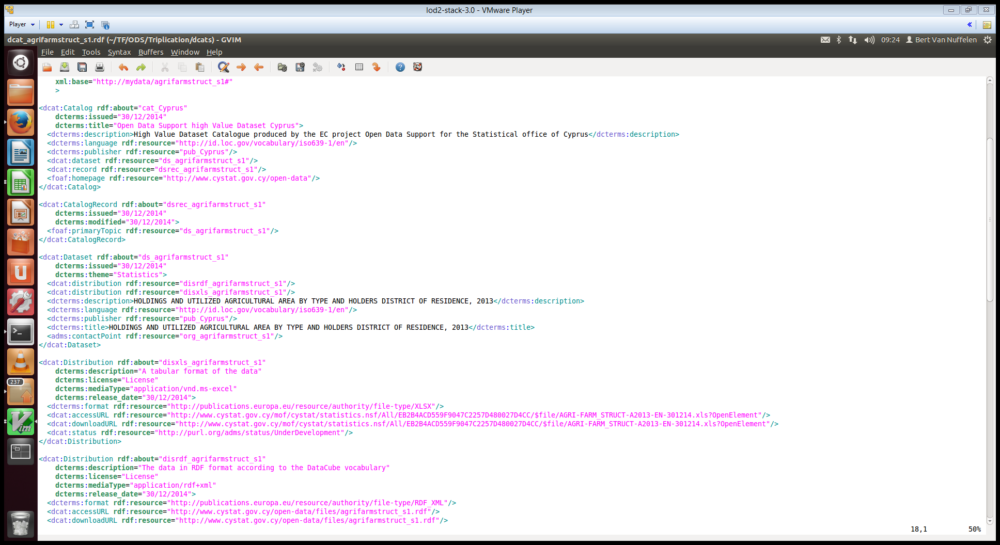 lod2-stack-3.0 - VMware Player
Player
dcat_agrifarmstruct_s1.rdf (~/TF/ODS/Triplication/dcats) - GVIM
09:24 Bert Van Nuffelen
File Edit Tools Syntax Buffers Window Help
xml:base="http://mydata/agrifarmstruct_s1#"
>
<dcat:Catalog rdf:about="cat_Cyprus"
dcterms:issued="30/12/2014"
dcterms:title="Open Data Support high Value Dataset Cyprus">
<dcterms:description>High Value Dataset Catalogue produced by the EC project Open Data Support for the Statistical office of Cyprus</dcterms:description>
<dcterms:language rdf:resource="http://id.loc.gov/vocabulary/iso639-1/en"/>
<dcterms:publisher rdf:resource="pub_Cyprus"/>
<dcat:dataset rdf:resource="ds_agrifarmstruct_s1"/>
<dcat:record rdf:resource="dsrec_agrifarmstruct_s1"/>
<foaf:homepage rdf:resource="http://www.cystat.gov.cy/open-data"/>
</dcat:Catalog>
<dcat:CatalogRecord rdf:about="dsrec_agrifarmstruct_s1"
dcterms:issued="30/12/2014"
dcterms:modified="30/12/2014">
<foaf:primaryTopic rdf:resource="ds_agrifarmstruct_s1"/>
</dcat:CatalogRecord>
<dcat:Dataset rdf:about="ds_agrifarmstruct_s1"
dcterms:issued="30/12/2014"
dcterms:theme="Statistics">
<dcat:distribution rdf:resource="disrdf_agrifarmstruct_s1"/>
<dcat:distribution rdf:resource="disxls_agrifarmstruct_s1"/>
<dcterms:description>HOLDINGS AND UTILIZED AGRICULTURAL AREA BY TYPE AND HOLDERS DISTRICT OF RESIDENCE, 2013</dcterms:description>
<dcterms:language rdf:resource="http://id.loc.gov/vocabulary/iso639-1/en"/>
<dcterms:publisher rdf:resource="pub_Cyprus"/>
<dcterms:title>HOLDINGS AND UTILIZED AGRICULTURAL AREA BY TYPE AND HOLDERS DISTRICT OF RESIDENCE, 2013</dcterms:title>
<adms:contactPoint rdf:resource="org_agrifarmstruct_s1"/>
</dcat:Dataset>
<dcat:Distribution rdf:about="disxls_agrifarmstruct_s1"
dcterms:description="A tabular format of the data"
dcterms:license="License"
dcterms:mediaType="application/vnd.ms-excel"
dcterms:release_date="30/12/2014">
<dcterms:format rdf:resource="http://publications.europa.eu/resource/authority/file-type/XLSX"/>
<dcat:accessURL rdf:resource="http://www.cystat.gov.cy/mof/cystat/statistics.nsf/All/EB2B4ACD559F9047C2257D480027D4CC/$file/AGRI-FARM_STRUCT-A2013-EN-301214.xls?OpenElement"/>
<dcat:downloadURL rdf:resource="http://www.cystat.gov.cy/mof/cystat/statistics.nsf/All/EB2B4ACD559F9047C2257D480027D4CC/$file/AGRI-FARM_STRUCT-A2013-EN-301214.xls?OpenElement"/>
<dcat:status rdf:resource="http://purl.org/adms/status/UnderDevelopment"/>
</dcat:Distribution>
<dcat:Distribution rdf:about="disrdf_agrifarmstruct_s1"
dcterms:description="The data in RDF format according to the DataCube vocabulary"
dcterms:license="License"
dcterms:mediaType="application/rdf+xml"
dcterms:release_date="30/12/2014">
<dcterms:format rdf:resource="http://publications.europa.eu/resource/authority/file-type/RDF_XML"/>
<dcat:accessURL rdf:resource="http://www.cystat.gov.cy/open-data/files/agrifarmstruct_s1.rdf"/>
<dcat:downloadURL rdf:resource="http://www.cystat.gov.cy/open-data/files/agrifarmstruct_s1.rdf"/>
18,1 50%
237
Vim